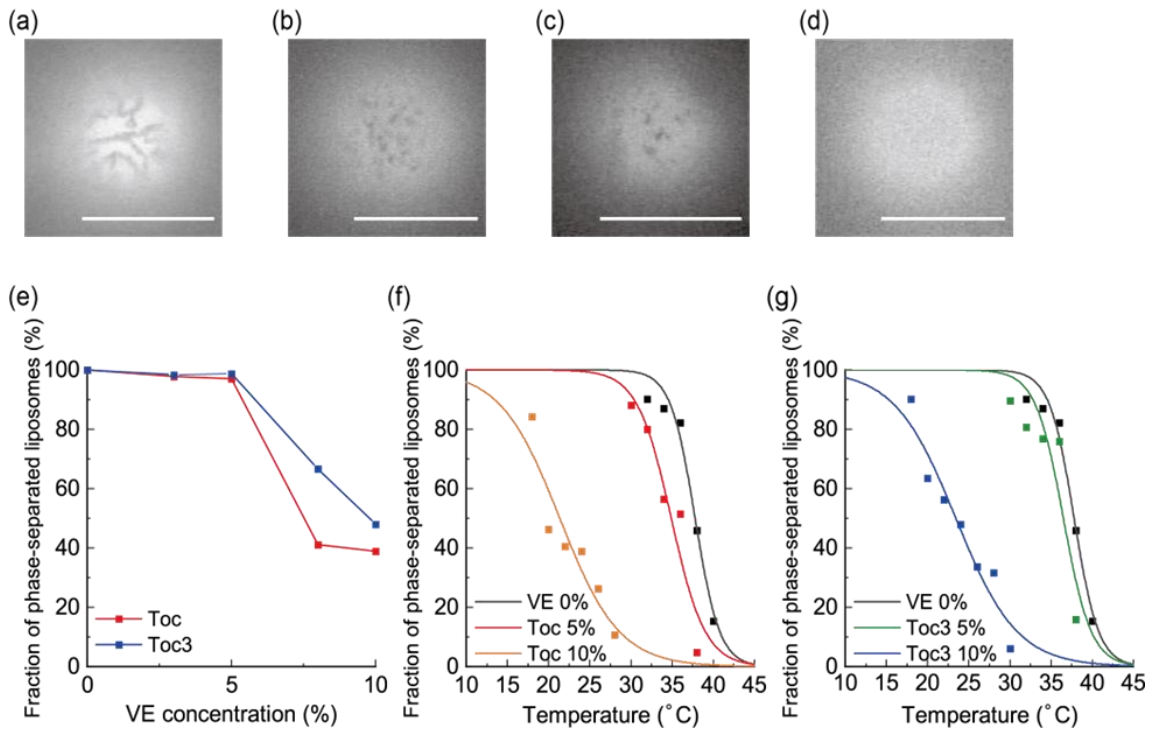 (a)
(b)
(c)
(d)
(e)
Fraction of phase-separated liposomes (%)
100
80
60
40
20
0
0
5
10
VE concentration (%)
Toc
Toc3
(f)
Fraction of phase-separated liposomes (%)
100
80
60
40
20
0
10 15 20 25 30 35 40 45
Temperature (˚C)
VE 0%
Toc 5%
Toc 10%
(g)
Fraction of phase-separated liposomes (%)
100
80
60
40
20
0
10 15 20 25 30 35 40 45
Temperature (˚C)
VE 0%
Toc3 5%
Toc3 10%